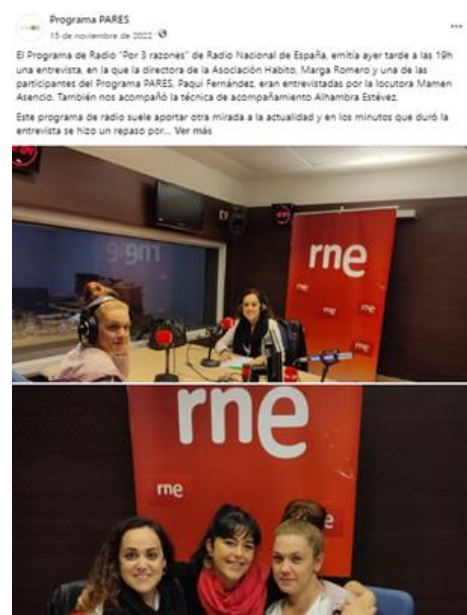 Programa PARES
15 de noviembre de 2022
El Programa de Radio "Por 3 razones" de Radio Nacional de España, emitía ayer tarde a las 19h
una entrevista, en la que la directora de la Asociación Habito, Marga Romero y una de las
participantes del Programa PARES, Paqui Fernández, eran entrevistadas por la locutora Mamen
Asencio. También nos acompañó la técnica de acompañamiento Alhambra Estévez.
Este programa de radio suele aportar otra mirada a la actualidad y en los minutos que duró la
entrevista se hizo un repaso por... Ver más
rne
rne
rne
rne
rne
rne
rne